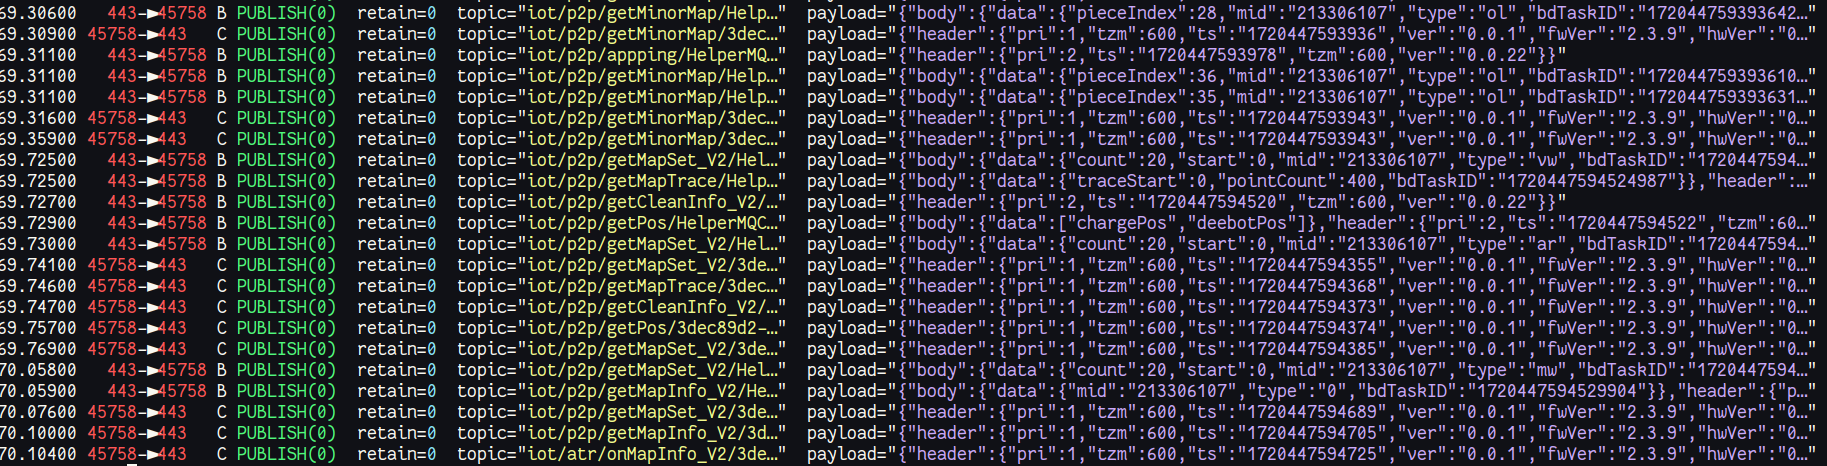 69.30600 443→45758 B PUBLISH(0) retain=0 topic="iot/p2p/getMinorMap/Help…" payload="{"body":{"data":{"pieceIndex":28,"mid":"213306107","type":"ol","bdTaskID":"172044759393642…"
69.30900 45758→443 C PUBLISH(0) retain=0 topic="iot/p2p/getMinorMap/3dec…" payload="{"header":{"pri":1,"tzm":600,"ts":"1720447593936","ver":"0.0.1","fwVer":"2.3.9","hwVer":"0…"
69.31100 443→45758 B PUBLISH(0) retain=0 topic="iot/p2p/appping/HelperMQ…" payload="{"header":{"pri":2,"ts":"1720447593978","tzm":600,"ver":"0.0.22"}}"
69.31100 443→45758 B PUBLISH(0) retain=0 topic="iot/p2p/getMinorMap/Help…" payload="{"body":{"data":{"pieceIndex":36,"mid":"213306107","type":"ol","bdTaskID":"172044759393610…"
69.31100 443→45758 B PUBLISH(0) retain=0 topic="iot/p2p/getMinorMap/Help…" payload="{"body":{"data":{"pieceIndex":35,"mid":"213306107","type":"ol","bdTaskID":"172044759393631…"
69.31600 45758→443 C PUBLISH(0) retain=0 topic="iot/p2p/getMinorMap/3dec…" payload="{"header":{"pri":1,"tzm":600,"ts":"1720447593943","ver":"0.0.1","fwVer":"2.3.9","hwVer":"0…"
69.35900 45758→443 C PUBLISH(0) retain=0 topic="iot/p2p/getMinorMap/3dec…" payload="{"header":{"pri":1,"tzm":600,"ts":"1720447593943","ver":"0.0.1","fwVer":"2.3.9","hwVer":"0…"
69.72500 443→45758 B PUBLISH(0) retain=0 topic="iot/p2p/getMapSet_V2/Hel…" payload="{"body":{"data":{"count":20,"start":0,"mid":"213306107","type":"vw","bdTaskID":"1720447594…"
69.72500 443→45758 B PUBLISH(0) retain=0 topic="iot/p2p/getMapTrace/Help…" payload="{"body":{"data":{"traceStart":0,"pointCount":400,"bdTaskID":"1720447594524987"}},"header":…"
69.72700 443→45758 B PUBLISH(0) retain=0 topic="iot/p2p/getCleanInfo_V2/…" payload="{"header":{"pri":2,"ts":"1720447594520","tzm":600,"ver":"0.0.22"}}"
69.72900 443→45758 B PUBLISH(0) retain=0 topic="iot/p2p/getPos/HelperMQC…" payload="{"body":{"data":["chargePos","deebotPos"]},"header":{"pri":2,"ts":"1720447594522","tzm":60…"
69.73000 443→45758 B PUBLISH(0) retain=0 topic="iot/p2p/getMapSet_V2/Hel…" payload="{"body":{"data":{"count":20,"start":0,"mid":"213306107","type":"ar","bdTaskID":"1720447594…"
69.74100 45758→443 C PUBLISH(0) retain=0 topic="iot/p2p/getMapSet_V2/3de…" payload="{"header":{"pri":1,"tzm":600,"ts":"1720447594355","ver":"0.0.1","fwVer":"2.3.9","hwVer":"0…"
69.74600 45758→443 C PUBLISH(0) retain=0 topic="iot/p2p/getMapTrace/3dec…" payload="{"header":{"pri":1,"tzm":600,"ts":"1720447594368","ver":"0.0.1","fwVer":"2.3.9","hwVer":"0…"
69.74700 45758→443 C PUBLISH(0) retain=0 topic="iot/p2p/getCleanInfo_V2/…" payload="{"header":{"pri":1,"tzm":600,"ts":"1720447594373","ver":"0.0.1","fwVer":"2.3.9","hwVer":"0…"
69.75700 45758→443 C PUBLISH(0) retain=0 topic="iot/p2p/getPos/3dec89d2-…" payload="{"header":{"pri":1,"tzm":600,"ts":"1720447594374","ver":"0.0.1","fwVer":"2.3.9","hwVer":"0…"
69.76900 45758→443 C PUBLISH(0) retain=0 topic="iot/p2p/getMapSet_V2/3de…" payload="{"header":{"pri":1,"tzm":600,"ts":"1720447594385","ver":"0.0.1","fwVer":"2.3.9","hwVer":"0…"
70.05800 443→45758 B PUBLISH(0) retain=0 topic="iot/p2p/getMapSet_V2/Hel…" payload="{"body":{"data":{"count":20,"start":0,"mid":"213306107","type":"mw","bdTaskID":"1720447594…"
70.05900 443→45758 B PUBLISH(0) retain=0 topic="iot/p2p/getMapInfo_V2/He…" payload="{"body":{"data":{"mid":"213306107","type":"0","bdTaskID":"1720447594529904"}},"header":{"p…"
70.07600 45758→443 C PUBLISH(0) retain=0 topic="iot/p2p/getMapSet_V2/3de…" payload="{"header":{"pri":1,"tzm":600,"ts":"1720447594689","ver":"0.0.1","fwVer":"2.3.9","hwVer":"0…"
70.10000 45758→443 C PUBLISH(0) retain=0 topic="iot/p2p/getMapInfo_V2/3d…" payload="{"header":{"pri":1,"tzm":600,"ts":"1720447594705","ver":"0.0.1","fwVer":"2.3.9","hwVer":"0…"
70.10400 45758→443 C PUBLISH(0) retain=0 topic="iot/atr/onMapInfo_V2/3de…" payload="{"header":{"pri":1,"tzm":600,"ts":"1720447594725","ver":"0.0.1","fwVer":"2.3.9","hwVer":"0…"